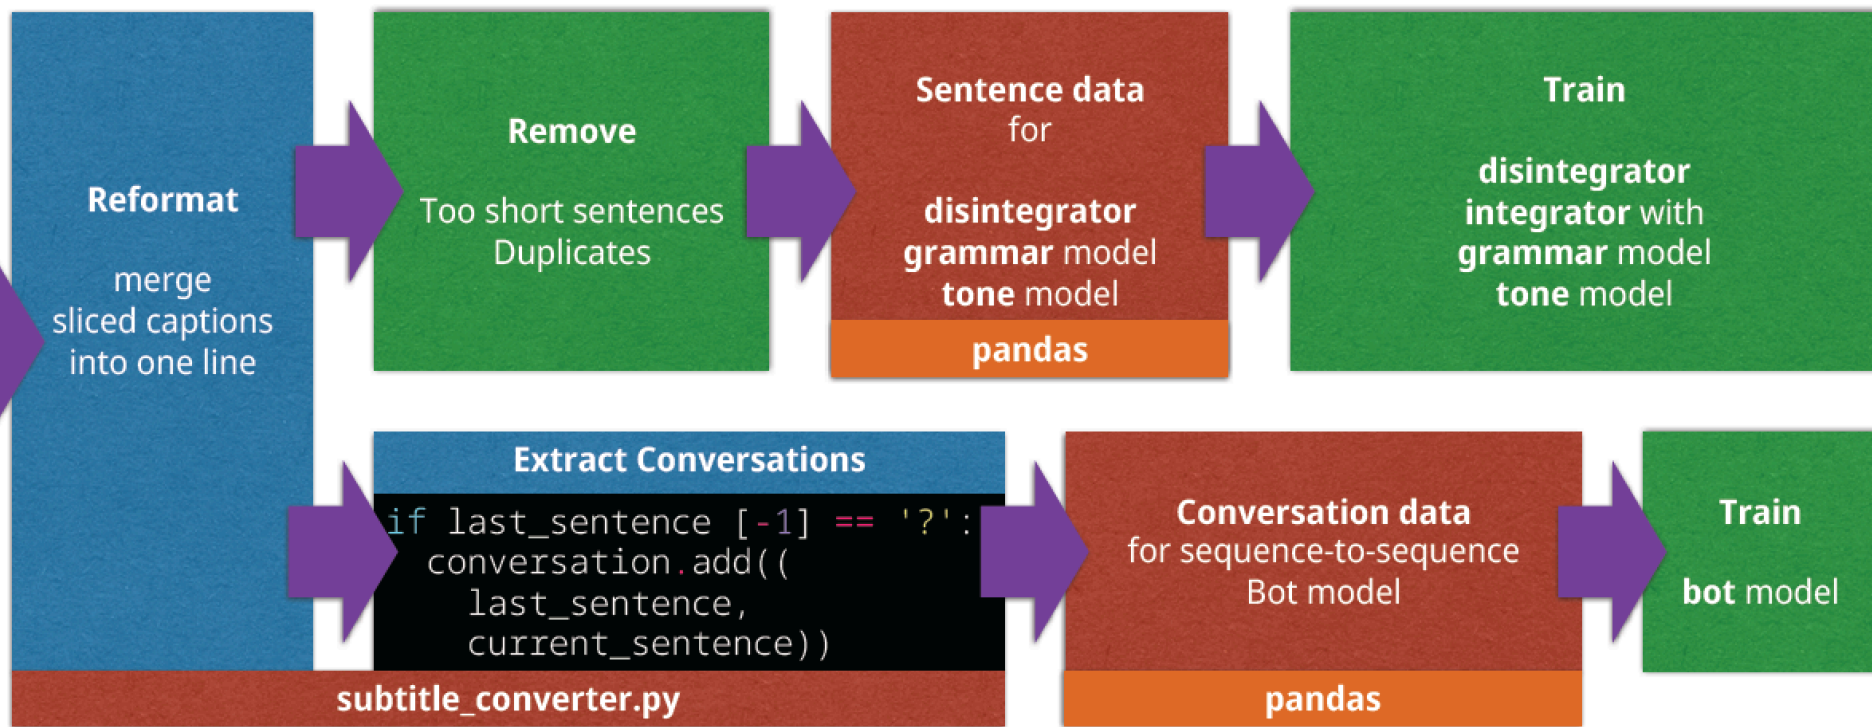 Reformat
merge
sliced captions
into one line
Remove
Too short sentences
Duplicates
Sentence data
for
disintegrator
grammar model
tone model
pandas
Train
disintegrator
integrator with
grammar model
tone model
Extract Conversations
if last_sentence [-1] == '?':
conversation.add((
last_sentence,
current_sentence))
subtitle_converter.py
Conversation data
for sequence-to-sequence
Bot model
pandas
Train
bot model